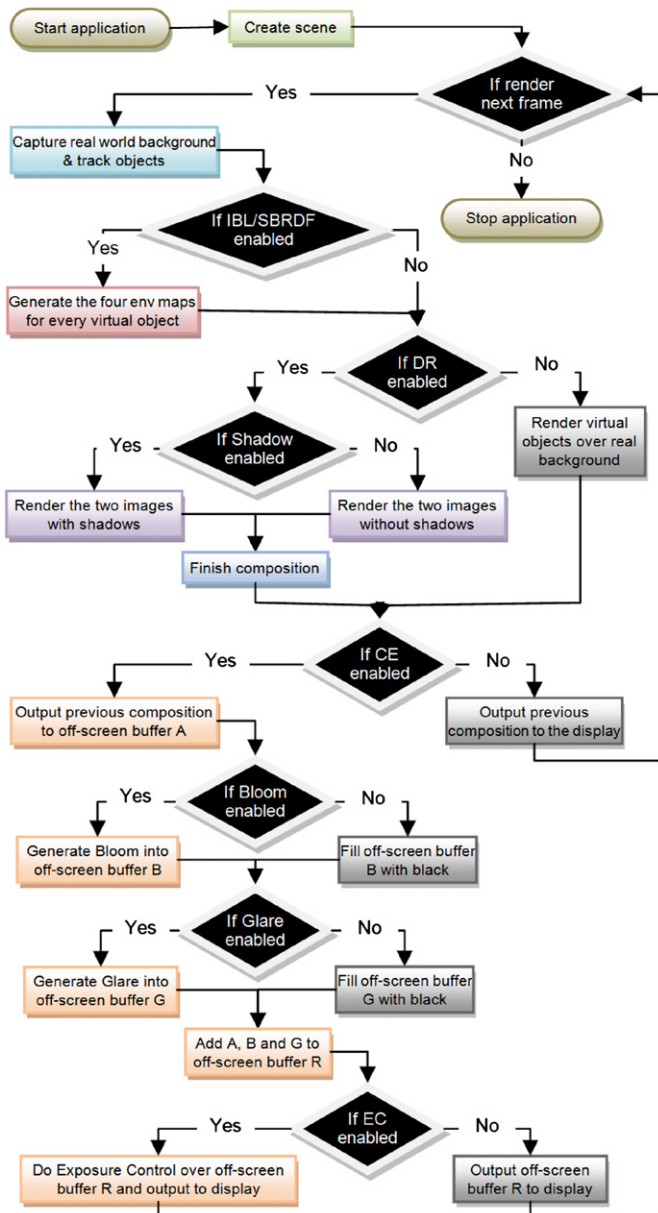 Start application
Create scene
If render
next frame
Yes
No
Capture real world background
& track objects
Stop application
If IBL/SBRDF
enabled
Yes
No
Generate the four env maps
for every virtual object
If DR
enabled
Yes
No
If Shadow
enabled
Render virtual
objects over real
background
Yes
No
Render the two images
with shadows
Render the two images
without shadows
Finish composition
If CE
enabled
Yes
No
Output previous composition
to off-screen buffer A
Output previous
composition to the display
If Bloom
enabled
Yes
No
Generate Bloom into
off-screen buffer B
Fill off-screen buffer
B with black
If Glare
enabled
Yes
No
Generate Glare into
off-screen buffer G
Fill off-screen buffer
G with black
Add A, B and G to
off-screen buffer R
If EC
enabled
Yes
No
Do Exposure Control over off-screen
buffer R and output to display
Output off-screen
buffer R to display